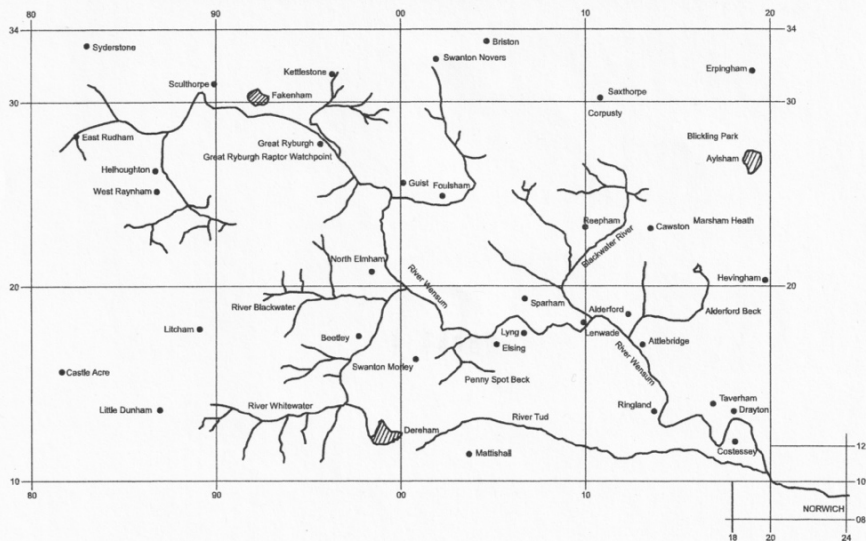 80 90 00 10 20
34 34
Syderstone
Briston
Swanton Novers
Kettlestone
Erpingham
Sculthorpe
Fakenham
Saxthorpe
30 30
Corpusty
East Rudham
Great Ryburgh
Blickling Park
Great Ryburgh Raptor Watchpoint
Aylsham
Helhoughton
West Raynham
Guist
Foulsham
Reepham
Cawston
Marsham Heath
Blackwater River
North Elmham
River Wensum
Hevingham
20 20
River Blackwater
Sparham
Alderford
Alderford Beck
Litcham
Beetley
Lyng
Lenwade
Elsing
Attlebridge
Swanton Morley
River Wensum
Castle Acre
Penny Spot Beck
Little Dunham
River Whitewater
River Tud
Ringland
Taverham
Drayton
Dereham
Mattishall
Costessey
12
10 10
NORWICH
08
80 90 00 10 18 20 24